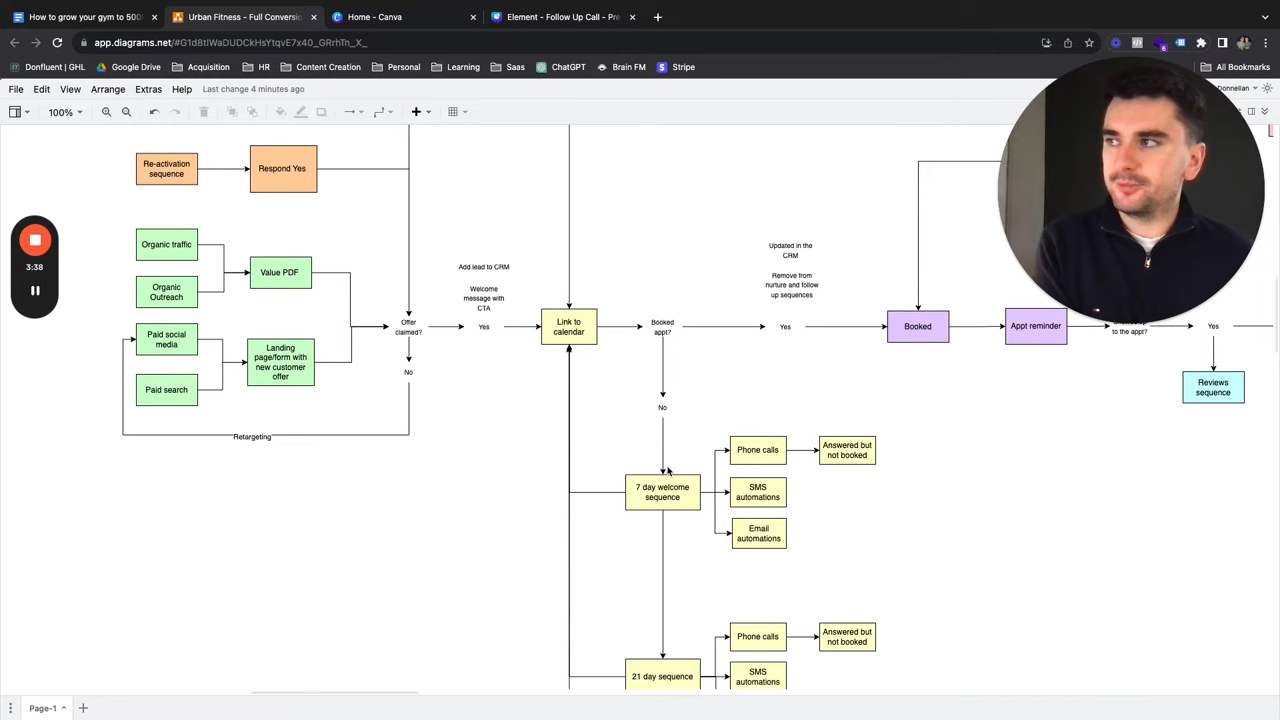 How to grow your gym to 500
Urban Fitness - Full Conversi
Home - Canva
Element - Follow Up Call - Pre
app.diagrams.net/#G1d8tIWaDUDCkHsYtqvE7x40_GRrhTn_X_
6
Donfluent | GHL
Google Drive
Acquisition
HR
Content Creation
Personal
Learning
Saas
ChatGPT
Brain FM
Stripe
All Bookmarks
File
Edit
View
Arrange
Extras
Help
Last change 4 minutes ago
Donnellan
100%
Re-activation
sequence
Respond Yes
Organic traffic
Organic
Outreach
Value PDF
Paid social
media
Paid search
Landing
page/form with
new customer
offer
Retargeting
Offer
claimed?
No
Add lead to CRM
Welcome
message with
CTA
Yes
Link to
calendar
Booked
appt?
No
Updated in the
CRM
Remove from
nurture and follow
up sequences
Yes
Booked
Appt reminder
to the appt?
Yes
Reviews
sequence
7 day welcome
sequence
Phone calls
Answered but
not booked
SMS
automations
Email
automations
21 day sequence
Phone calls
Answered but
not booked
SMS
automations
3:38
Page-1